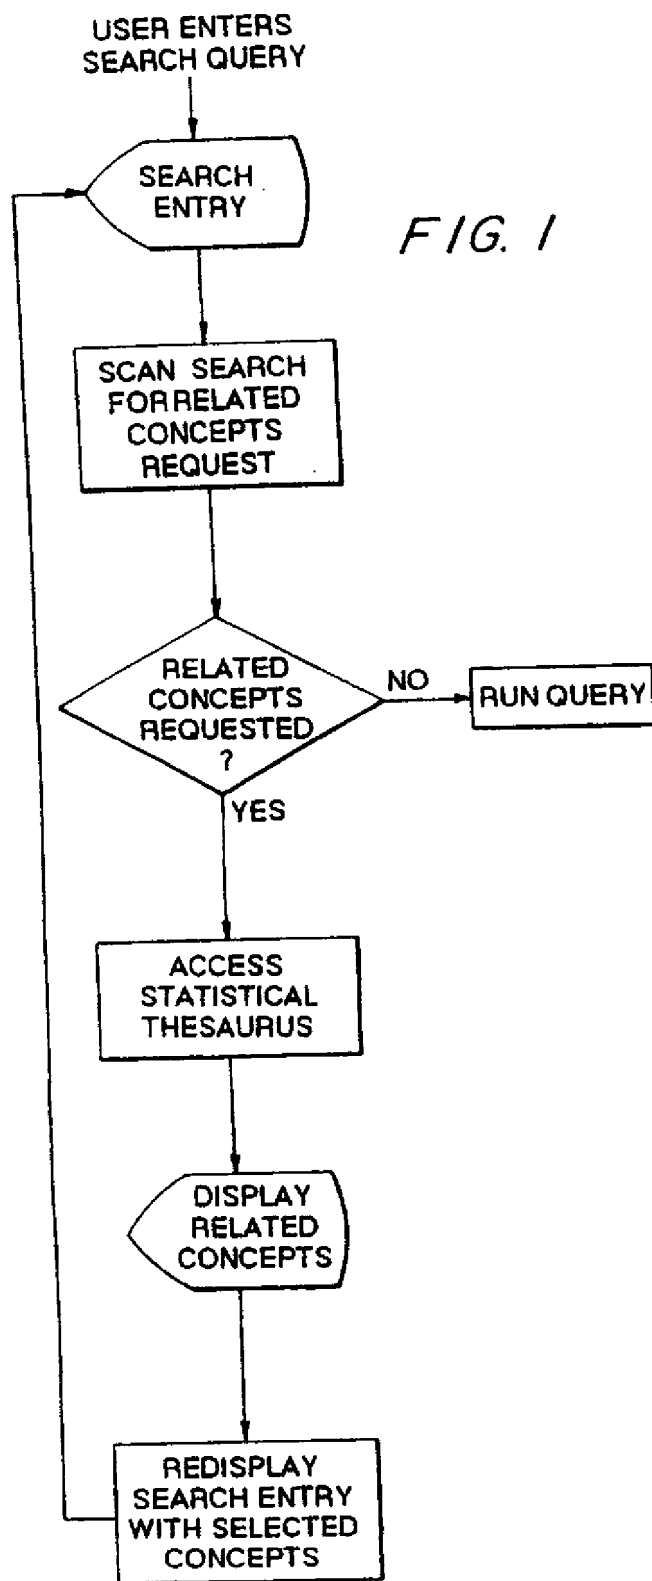 USER ENTERS
SEARCH QUERY
SEARCH
ENTRY
FIG. 1
SCAN SEARCH
FOR RELATED
CONCEPTS
REQUEST
RELATED
CONCEPTS
REQUESTED
?
NO
RUN QUERY
YES
ACCESS
STATISTICAL
THESAURUS
DISPLAY
RELATED
CONCEPTS
REDISPLAY
SEARCH ENTRY
WITH SELECTED
CONCEPTS